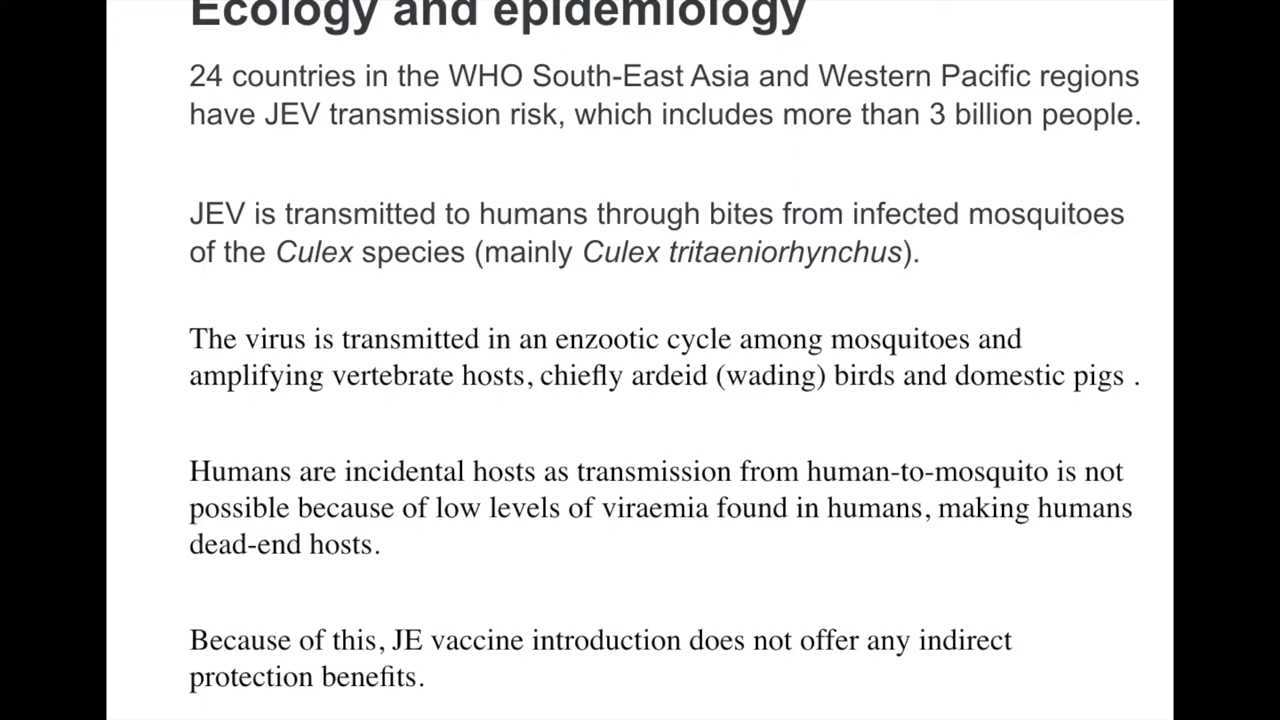 Ecology and epidemiology
24 countries in the WHO South-East Asia and Western Pacific regions
have JEV transmission risk, which includes more than 3 billion people.
JEV is transmitted to humans through bites from infected mosquitoes
of the Culex species (mainly Culex tritaeniorhynchus).
The virus is transmitted in an enzootic cycle among mosquitoes and
amplifying vertebrate hosts, chiefly ardeid (wading) birds and domestic pigs .
Humans are incidental hosts as transmission from human-to-mosquito is not
possible because of low levels of viraemia found in humans, making humans
dead-end hosts.
Because of this, JE vaccine introduction does not offer any indirect
protection benefits.